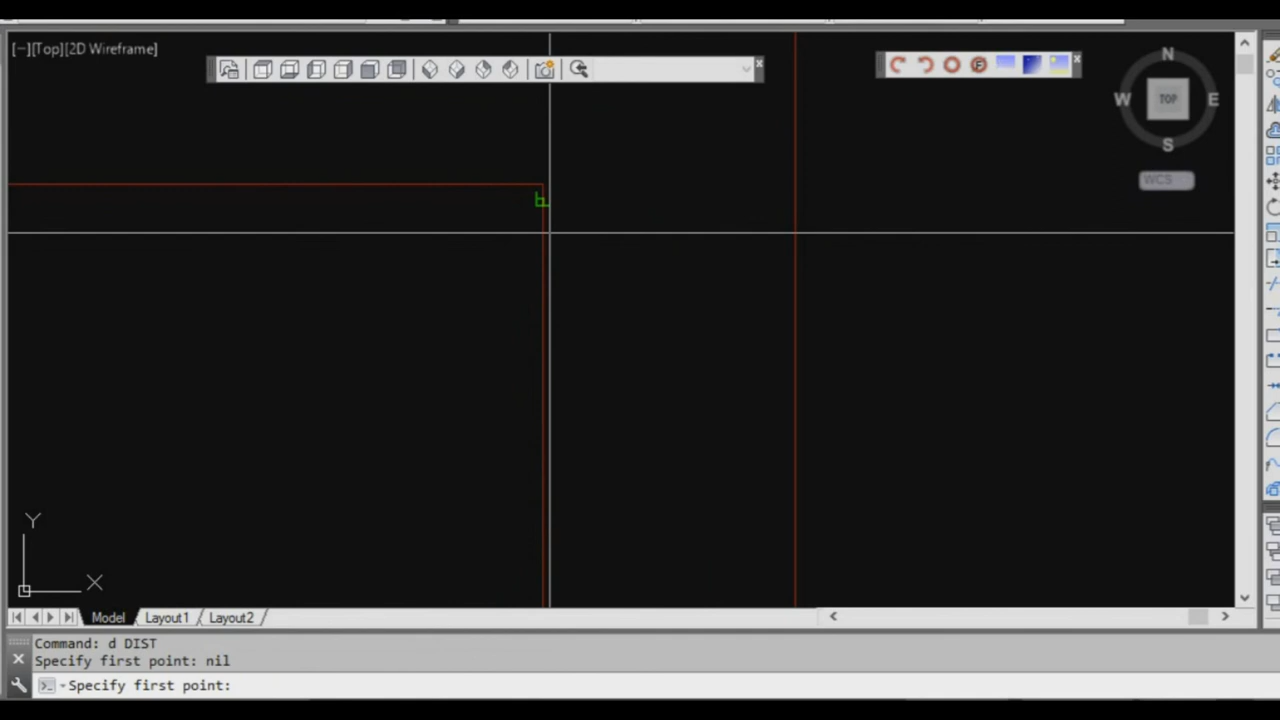 [−][Top][2D Wireframe]
N
W
TOP
E
S
WCS
Y
X
Model
Layout1
Layout2
Command: d DIST
Specify first point: nil
Specify first point: